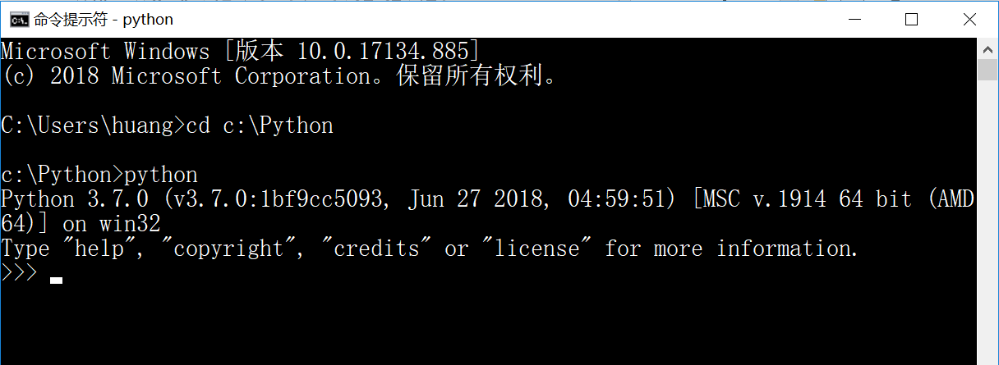 命令提示符 - python
Microsoft Windows [版本 10.0.17134.885]
(c) 2018 Microsoft Corporation。保留所有权利。
C:\Users\huang>cd c:\Python
c:\Python>python
Python 3.7.0 (v3.7.0:1bf9cc5093, Jun 27 2018, 04:59:51) [MSC v.1914 64 bit (AMD
64)] on win32
Type "help", "copyright", "credits" or "license" for more information.
>>>